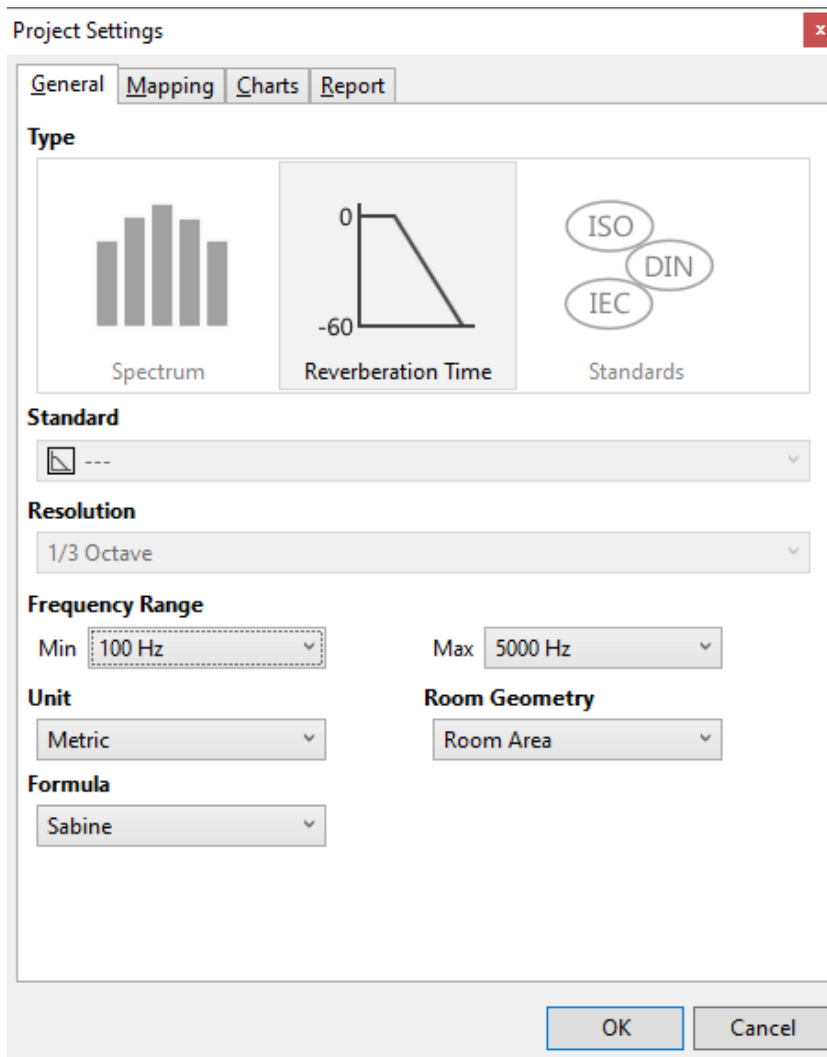 Project Settings
x
General Mapping Charts Report
Type
0
-60
ISO
DIN
IEC
Spectrum Reverberation Time Standards
Standard
---
Resolution
1/3 Octave
Frequency Range
Min 100 Hz Max 5000 Hz
Unit Room Geometry
Metric Room Area
Formula
Sabine
OK Cancel